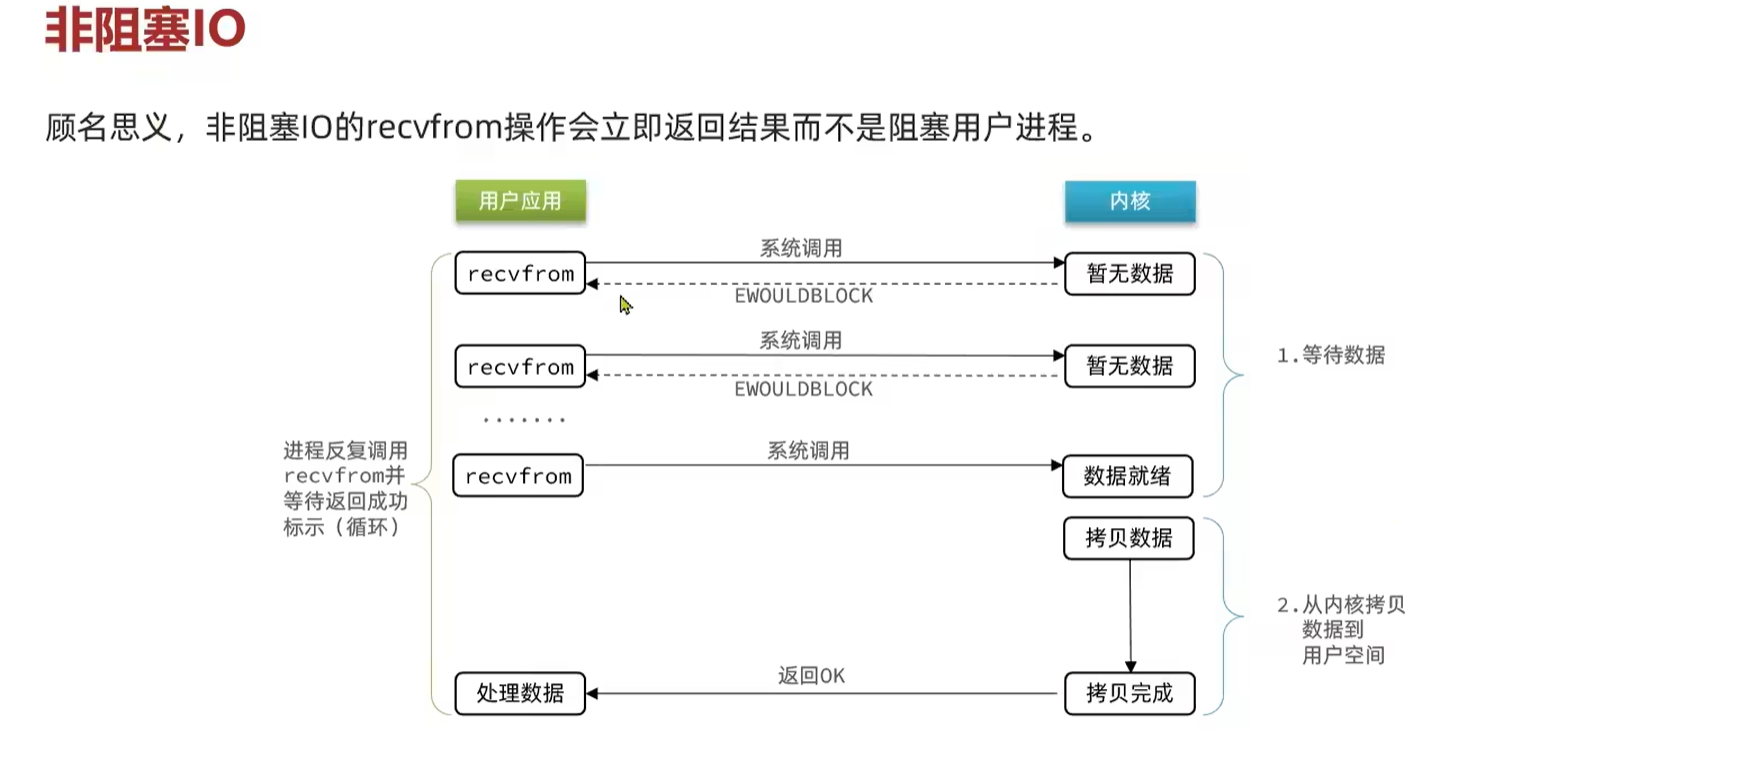 非阻塞IO
顾名思义，非阻塞IO的recvfrom操作会立即返回结果而不是阻塞用户进程。
用户应用
内核
系统调用
recvfrom
暂无数据
EWOULDBLOCK
系统调用
recvfrom
暂无数据
EWOULDBLOCK
1.等待数据
·······
系统调用
recvfrom
数据就绪
进程反复调用
recvfrom并
等待返回成功
标示（循环）
拷贝数据
2.从内核拷贝
数据到
用户空间
返回OK
处理数据
拷贝完成